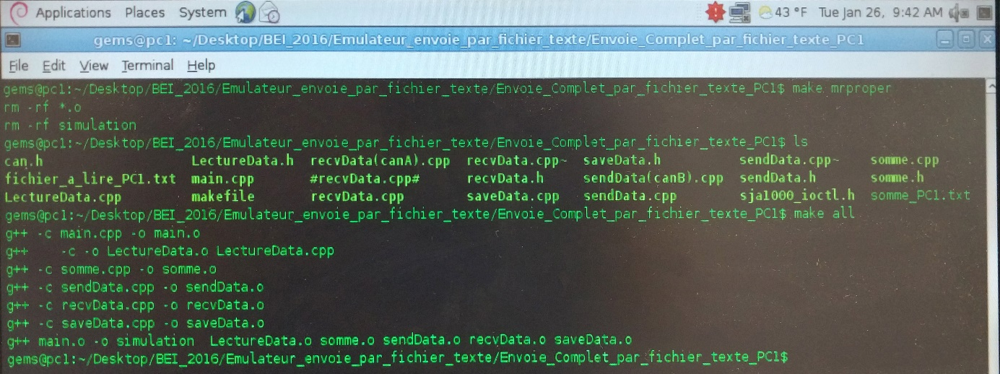 Applications Places System 43 °F Tue Jan 26, 9:42 AM
gems@pc1: ~/Desktop/BEI_2016/Emulateur_envoie_par_fichier_texte/Envoie_Complet_par_fichier_texte_PC1
File Edit View Terminal Help
gems@pc1:~/Desktop/BEI_2016/Emulateur_envoie_par_fichier_texte/Envoie_Complet_par_fichier_texte_PC1$ make mrproper
rm -rf *.o
rm -rf simulation
gems@pc1:~/Desktop/BEI_2016/Emulateur_envoie_par_fichier_texte/Envoie_Complet_par_fichier_texte_PC1$ ls
can.h LectureData.h recvData(canA).cpp recvData.cpp~ saveData.h sendData.cpp~ somme.cpp
fichier_a_lire_PC1.txt main.cpp #recvData.cpp# recvData.h sendData(canB).cpp sendData.h somme.h
LectureData.cpp makefile recvData.cpp saveData.cpp sendData.cpp sja1000_ioctl.h somme_PC1.txt
gems@pc1:~/Desktop/BEI_2016/Emulateur_envoie_par_fichier_texte/Envoie_Complet_par_fichier_texte_PC1$ make all
g++ -c main.cpp -o main.o
g++    -c -o LectureData.o LectureData.cpp
g++ -c somme.cpp -o somme.o
g++ -c sendData.cpp -o sendData.o
g++ -c recvData.cpp -o recvData.o
g++ -c saveData.cpp -o saveData.o
g++ main.o -o simulation  LectureData.o somme.o sendData.o recvData.o saveData.o
gems@pc1:~/Desktop/BEI_2016/Emulateur_envoie_par_fichier_texte/Envoie_Complet_par_fichier_texte_PC1$